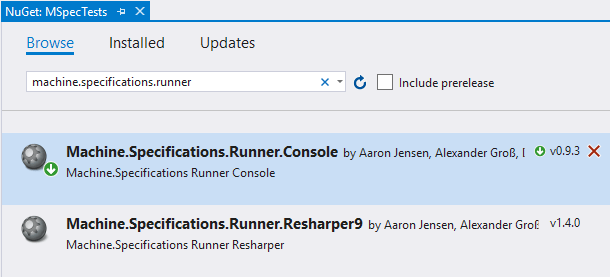 NuGet: MSpecTests
Browse Installed Updates
machine.specifications.runner
Include prerelease
Machine.Specifications.Runner.Console by Aaron Jensen, Alexander Groß, v0.9.3
Machine.Specifications Runner Console
Machine.Specifications.Runner.Resharper9 by Aaron Jensen, Alexander Groß v1.4.0
Machine.Specifications Runner Resharper